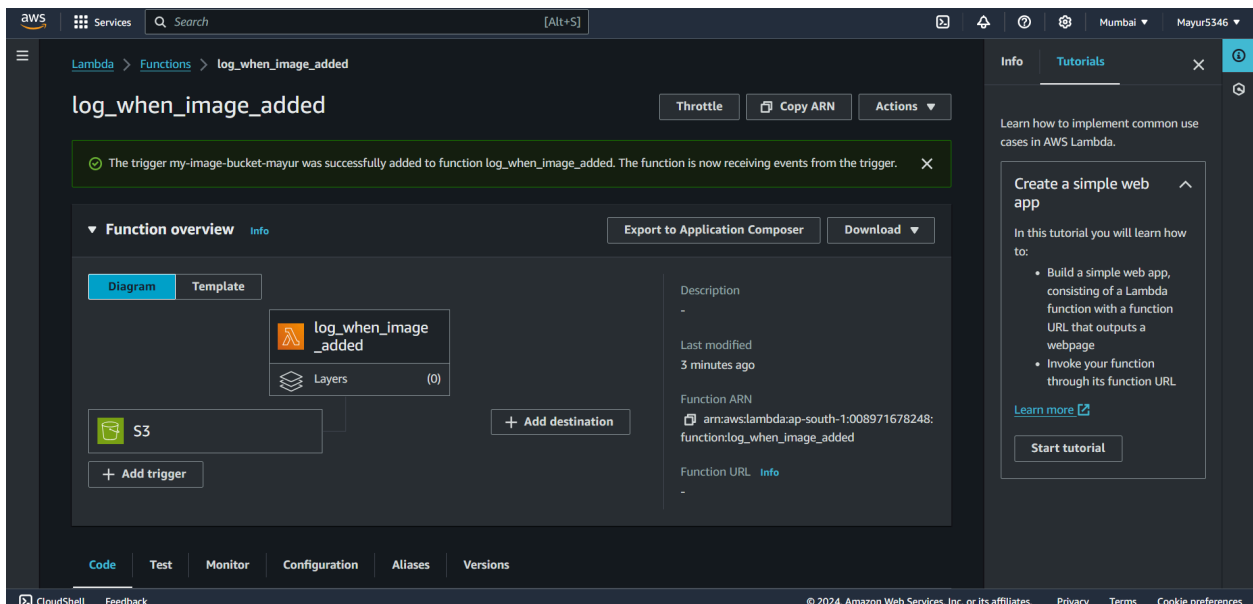 aws
Services
Search [Alt+S]
Mumbai ▼
Mayur5346 ▼
Lambda > Functions > log_when_image_added
log_when_image_added
Throttle
Copy ARN
Actions ▼
The trigger my-image-bucket-mayur was successfully added to function log_when_image_added. The function is now receiving events from the trigger.
▼ Function overview Info
Export to Application Composer
Download ▼
Diagram
Template
log_when_image
_added
Layers (0)
S3
+ Add trigger
+ Add destination
Description
-
Last modified
3 minutes ago
Function ARN
arn:aws:lambda:ap-south-1:008971678248:
function:log_when_image_added
Function URL Info
-
Code
Test
Monitor
Configuration
Aliases
Versions
Info
Tutorials
Learn how to implement common use
cases in AWS Lambda.
Create a simple web
app
In this tutorial you will learn how
to:
• Build a simple web app,
consisting of a Lambda
function with a function
URL that outputs a
webpage
• Invoke your function
through its function URL
Learn more
Start tutorial
CloudShell
Feedback
© 2024, Amazon Web Services, Inc. or its affiliates.
Privacy
Terms
Cookie preferences